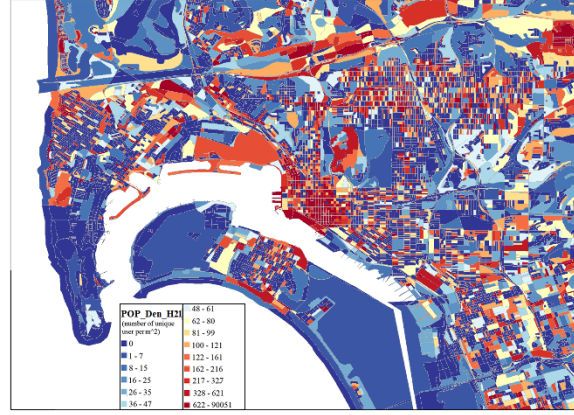 POP_Den_H21
(number of unique
user per m^2)
0
1 - 7
8 - 15
16 - 25
26 - 35
36 - 47
48 - 61
62 - 80
81 - 99
100 - 121
122 - 161
162 - 216
217 - 327
328 - 621
622 - 90051